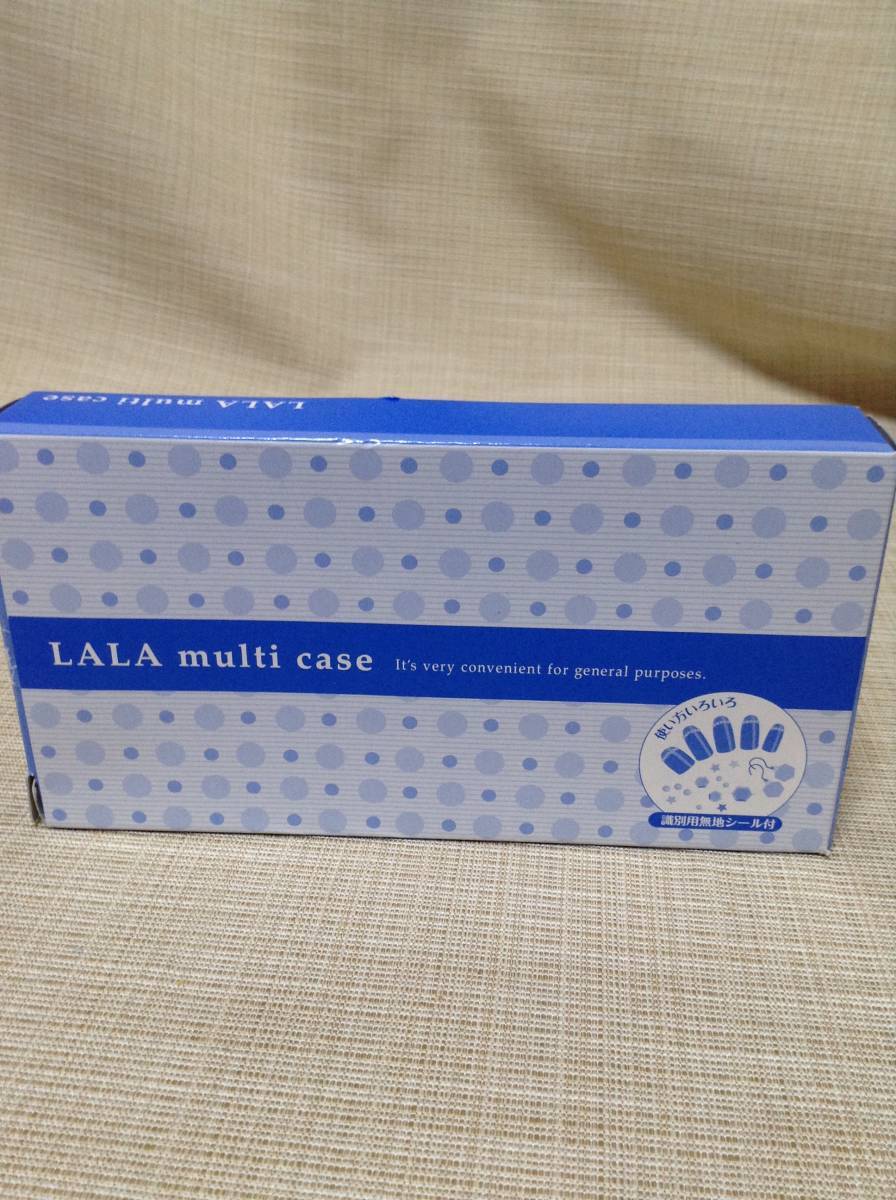 LALA multi case
LALA multi case It's very convenient for general purposes.
使い方いろいろ
識別用無地シール付